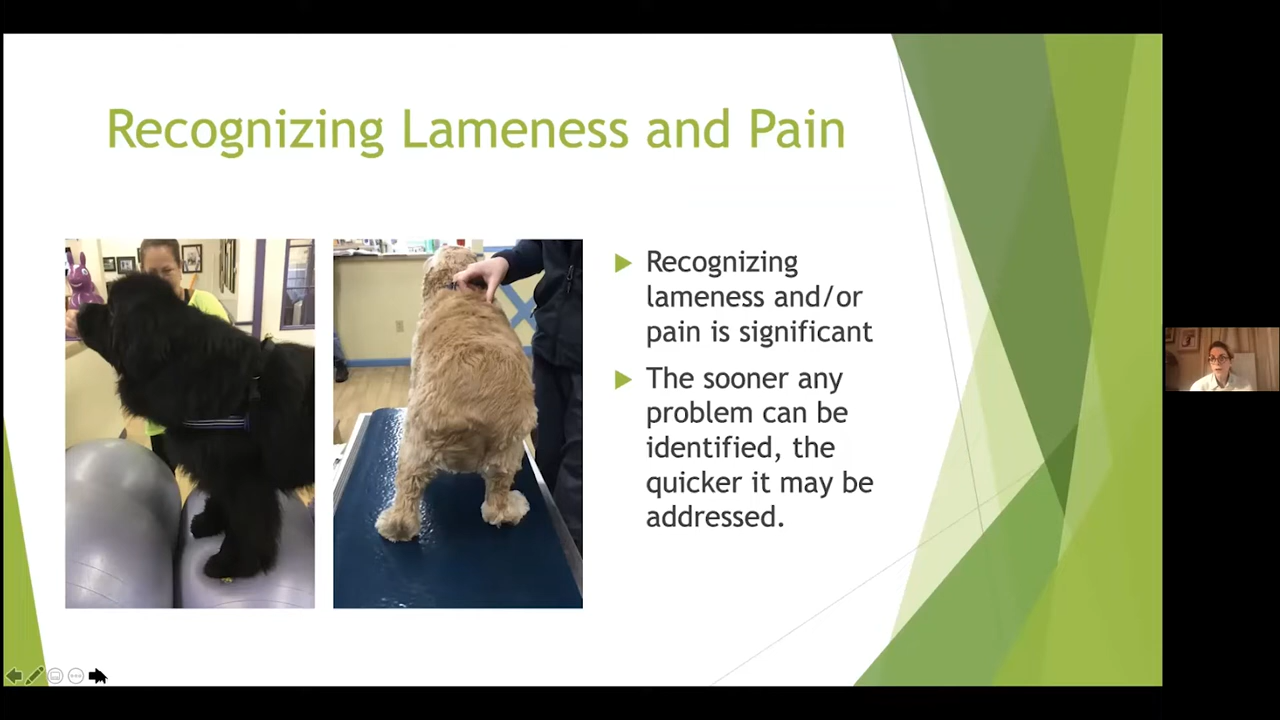 Recognizing Lameness and Pain
Recognizing
lameness and/or
pain is significant
The sooner any
problem can be
identified, the
quicker it may be
addressed.